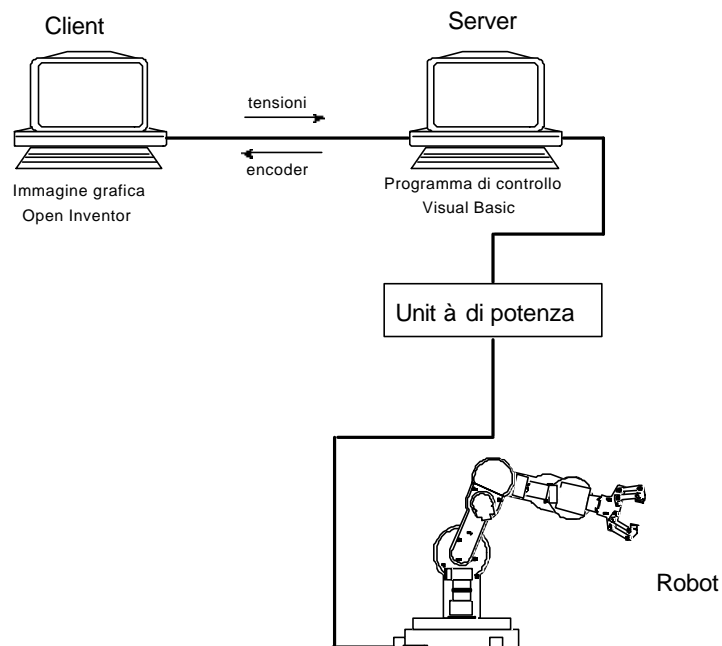 Client
Server
tensioni
encoder
Immagine grafica
Open Inventor
Programma di controllo
Visual Basic
Unit à di potenza
Robot